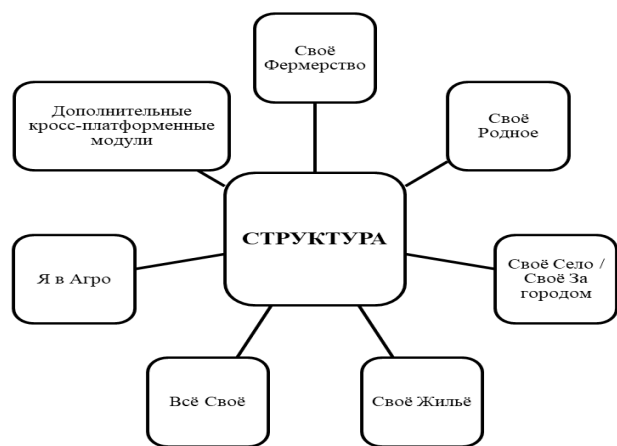 Своё
Фермерство
Дополнительные
кросс-платформенные
модули
Своё
Родное
СТРУКТУРА
Я в Агро
Своё Село /
Своё За
городом
Всё Своё
Своё Жильё